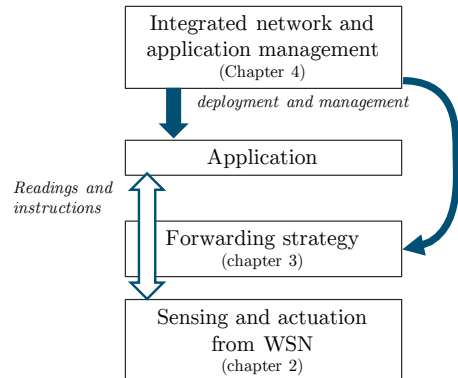 Integrated network and
application management
(Chapter 4)
deployment and management
Application
Readings and
instructions
Forwarding strategy
(chapter 3)
Sensing and actuation
from WSN
(chapter 2)